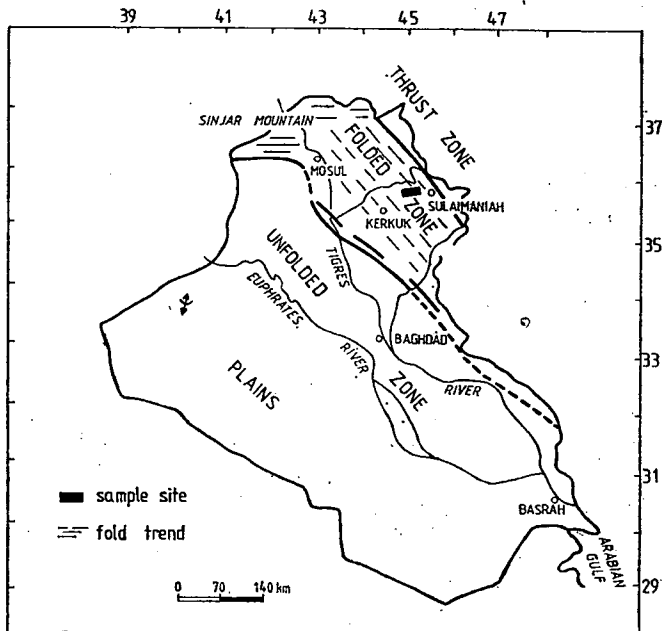 39 41 43 45 47
THRUST ZONE
SINJAR MOUNTAIN
37
FOLDED ZONE
MOSUL
SULAIMANIAH
KERKUK
35
UNFOLDED ZONE
TIGRES RIVER
EUPHRATES RIVER
BAGHDAD
33
PLAINS
31
sample site
BASRAH
fold trend
ARABIAN GULF
0 70 140 km
29